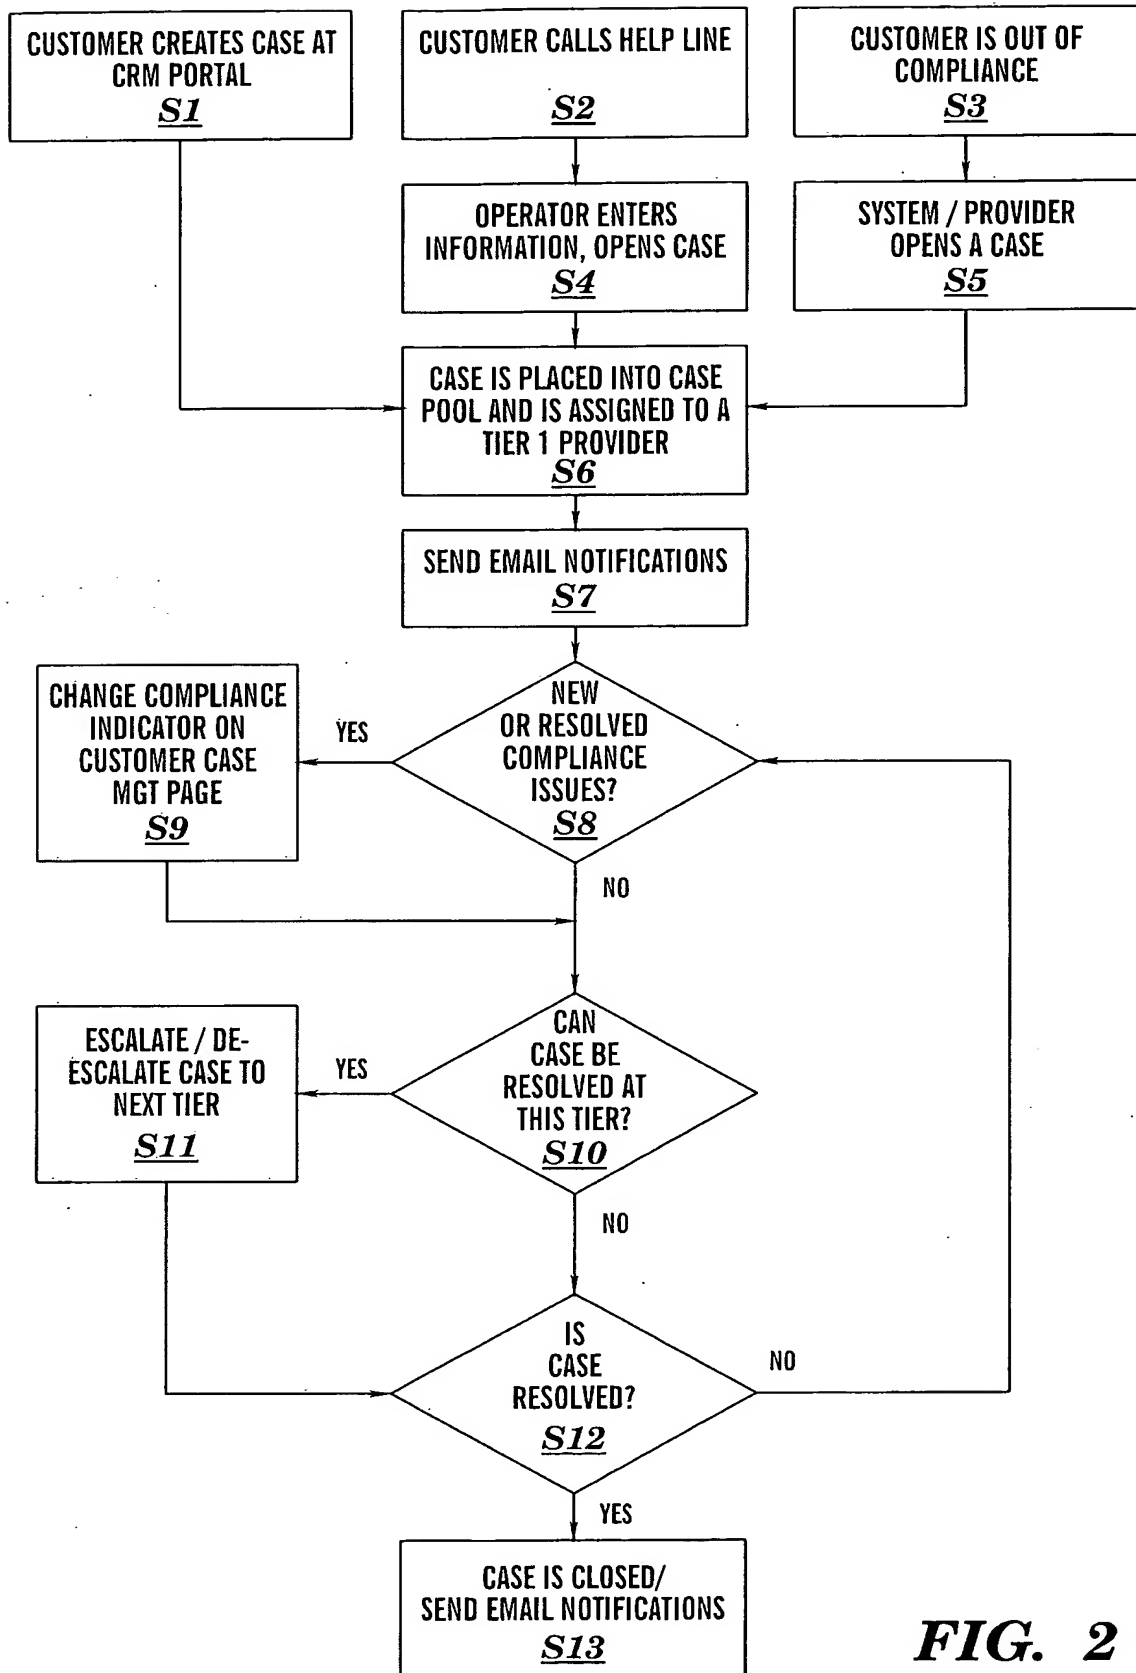 CUSTOMER CREATES CASE AT
CRM PORTAL
S1
CUSTOMER CALLS HELP LINE
S2
CUSTOMER IS OUT OF
COMPLIANCE
S3
OPERATOR ENTERS
INFORMATION, OPENS CASE
S4
SYSTEM / PROVIDER
OPENS A CASE
S5
CASE IS PLACED INTO CASE
POOL AND IS ASSIGNED TO A
TIER 1 PROVIDER
S6
SEND EMAIL NOTIFICATIONS
S7
NEW
OR RESOLVED
COMPLIANCE
ISSUES?
S8
YES
CHANGE COMPLIANCE
INDICATOR ON
CUSTOMER CASE
MGT PAGE
S9
NO
CAN
CASE BE
RESOLVED AT
THIS TIER?
S10
YES
ESCALATE / DE-
ESCALATE CASE TO
NEXT TIER
S11
NO
IS
CASE
RESOLVED?
S12
NO
YES
CASE IS CLOSED/
SEND EMAIL NOTIFICATIONS
S13
FIG. 2